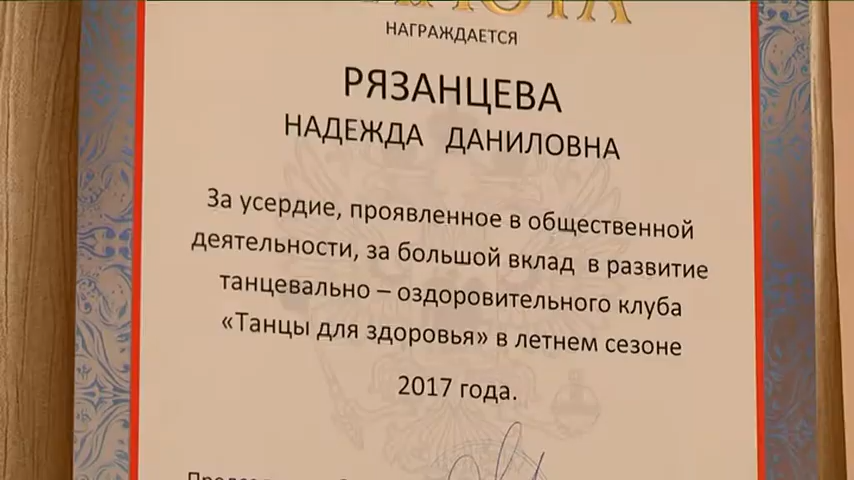 НАГРАЖДАЕТСЯ
РЯЗАНЦЕВА
НАДЕЖДА ДАНИЛОВНА
За усердие, проявленное в общественной
деятельности, за большой вклад в развитие
танцевально – оздоровительного клуба
«Танцы для здоровья» в летнем сезоне
2017 года.